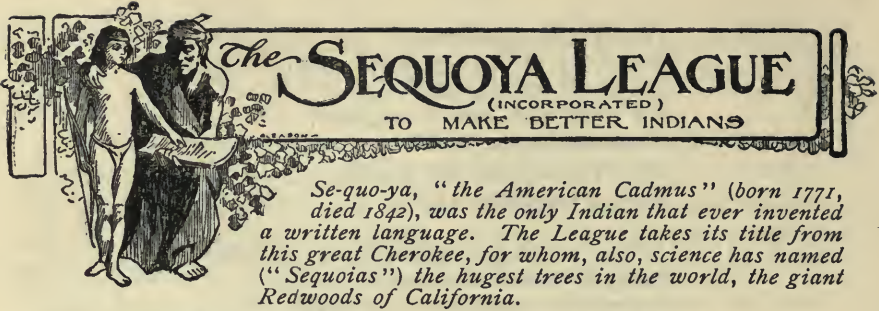 The SEQUOYA LEAGUE
(INCORPORATED)
TO MAKE BETTER INDIANS
Se-quo-ya, "the American Cadmus" (born 1771,
died 1842), was the only Indian that ever invented
a written language. The League takes its title from
this great Cherokee, for whom, also, science has named
("Sequoias") the hugest trees in the world, the giant
Redwoods of California.